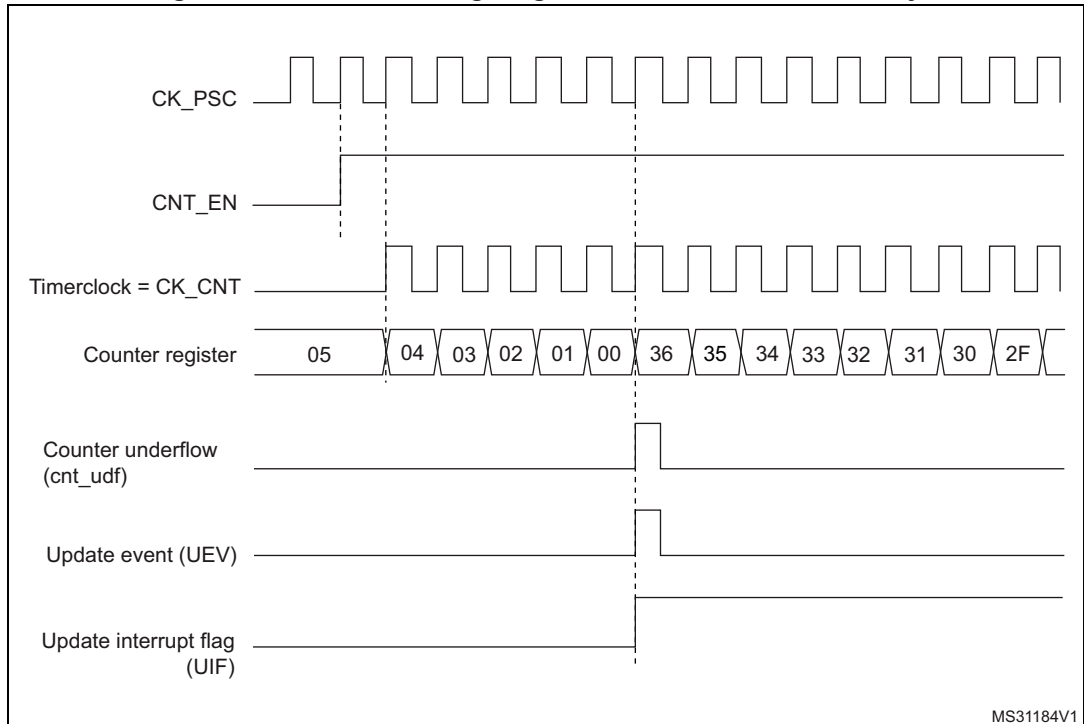 CK_PSC
CNT_EN
Timerclock = CK_CNT
Counter register 05 04 03 02 01 00 36 35 34 33 32 31 30 2F
Counter underflow
(cnt_udf)
Update event (UEV)
Update interrupt flag
(UIF)
MS31184V1